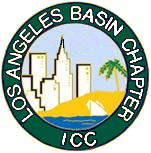 LOS ANGELES BASIN CHAPTER
ICC